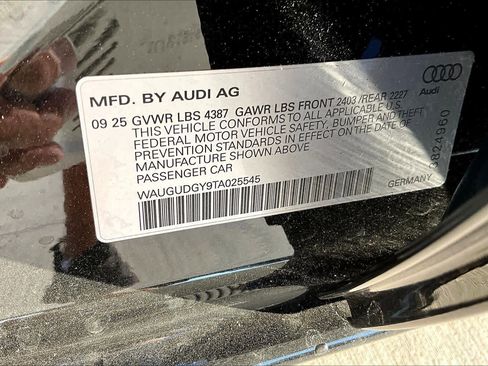 MFD. BY AUDI AG
Audi
09 25 GVWR LBS 4387 GAWR LBS FRONT 2403 /REAR 2227
THIS VEHICLE CONFORMS TO ALL APPLICABLE U.S.
FEDERAL MOTOR VEHICLE SAFETY, BUMPER AND THEFT
PREVENTION STANDARDS IN EFFECT ON THE DATE OF
MANUFACTURE SHOWN ABOVE.
PASSENGER CAR
WAUGUDGY9TA025545
GERMANY
3824960